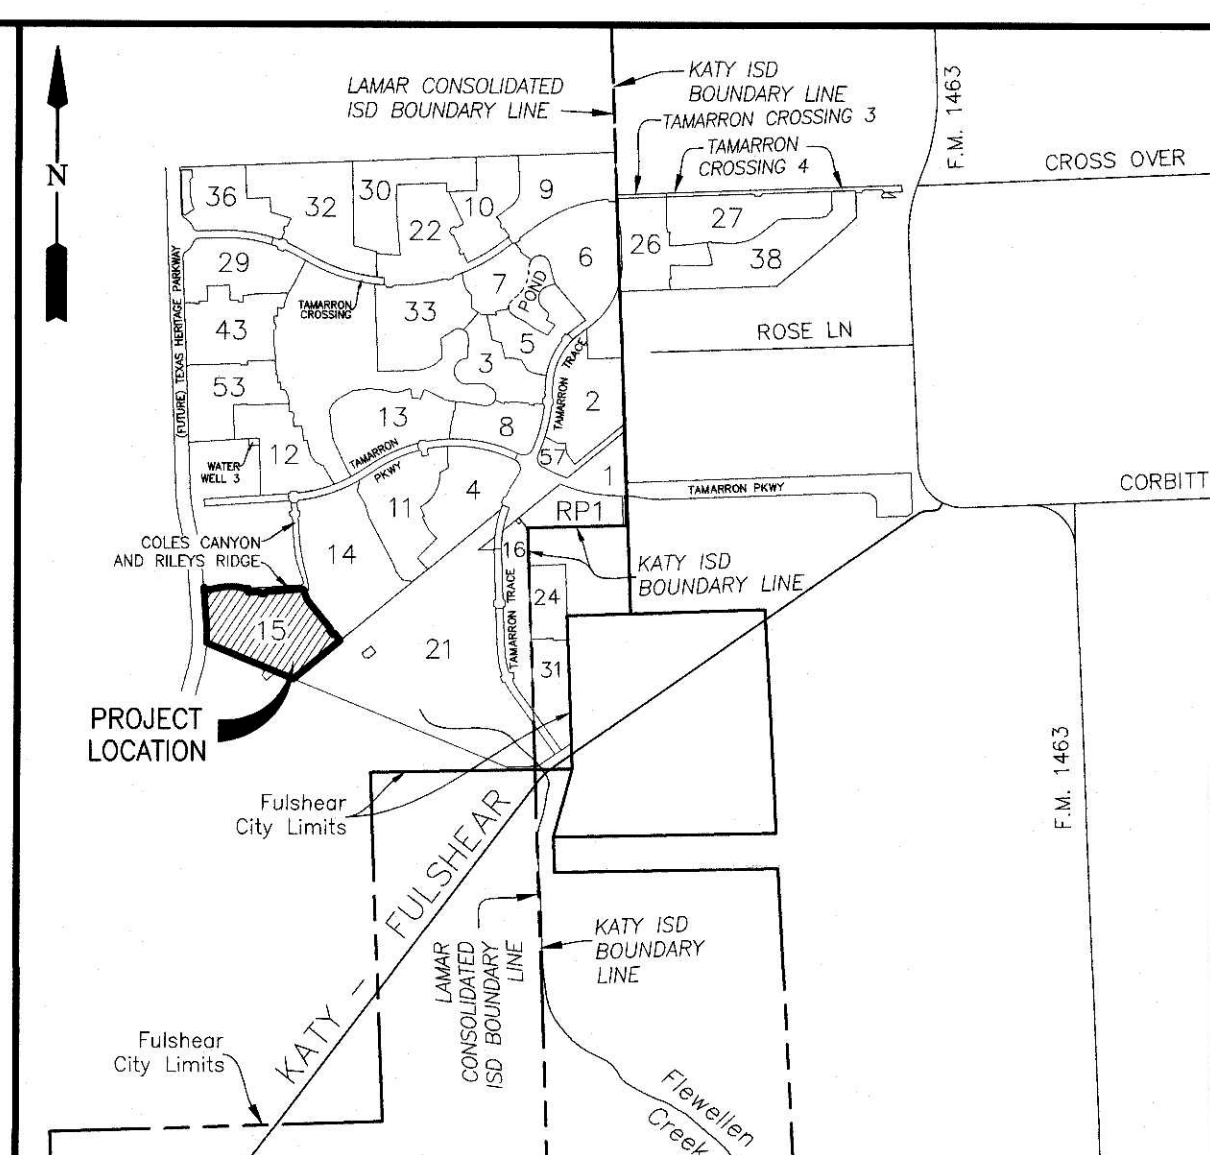 LAMAR CONSOLIDATED
ISD BOUNDARY LINE
KATY ISD
BOUNDARY LINE
TAMARRON CROSSING 3
TAMARRON
CROSSING 4
F.M. 1463
CROSS OVER
N
36
32
30
22
10
9
6
26
27
38
29
7
POND
(FUTURE) TEXAS HERITAGE PARKWAY
TAMARRON
CROSSING
33
43
5
ROSE LN
3
TAMARRON TRACE
53
2
13
8
12
57
WATER
WELL 3
TAMARRON
PKWY
11
4
1
TAMARRON PKWY
CORBITT
RP1
COLES CANYON
AND RILEYS RIDGE
14
16
KATY ISD
BOUNDARY LINE
24
15
21
TAMARRON TRACE
31
PROJECT
LOCATION
F.M. 1463
Fulshear
City Limits
KATY - FULSHEAR
LAMAR
CONSOLIDATED
ISD BOUNDARY
LINE
KATY ISD
BOUNDARY
LINE
Fulshear
City Limits
Flewellen
Creek